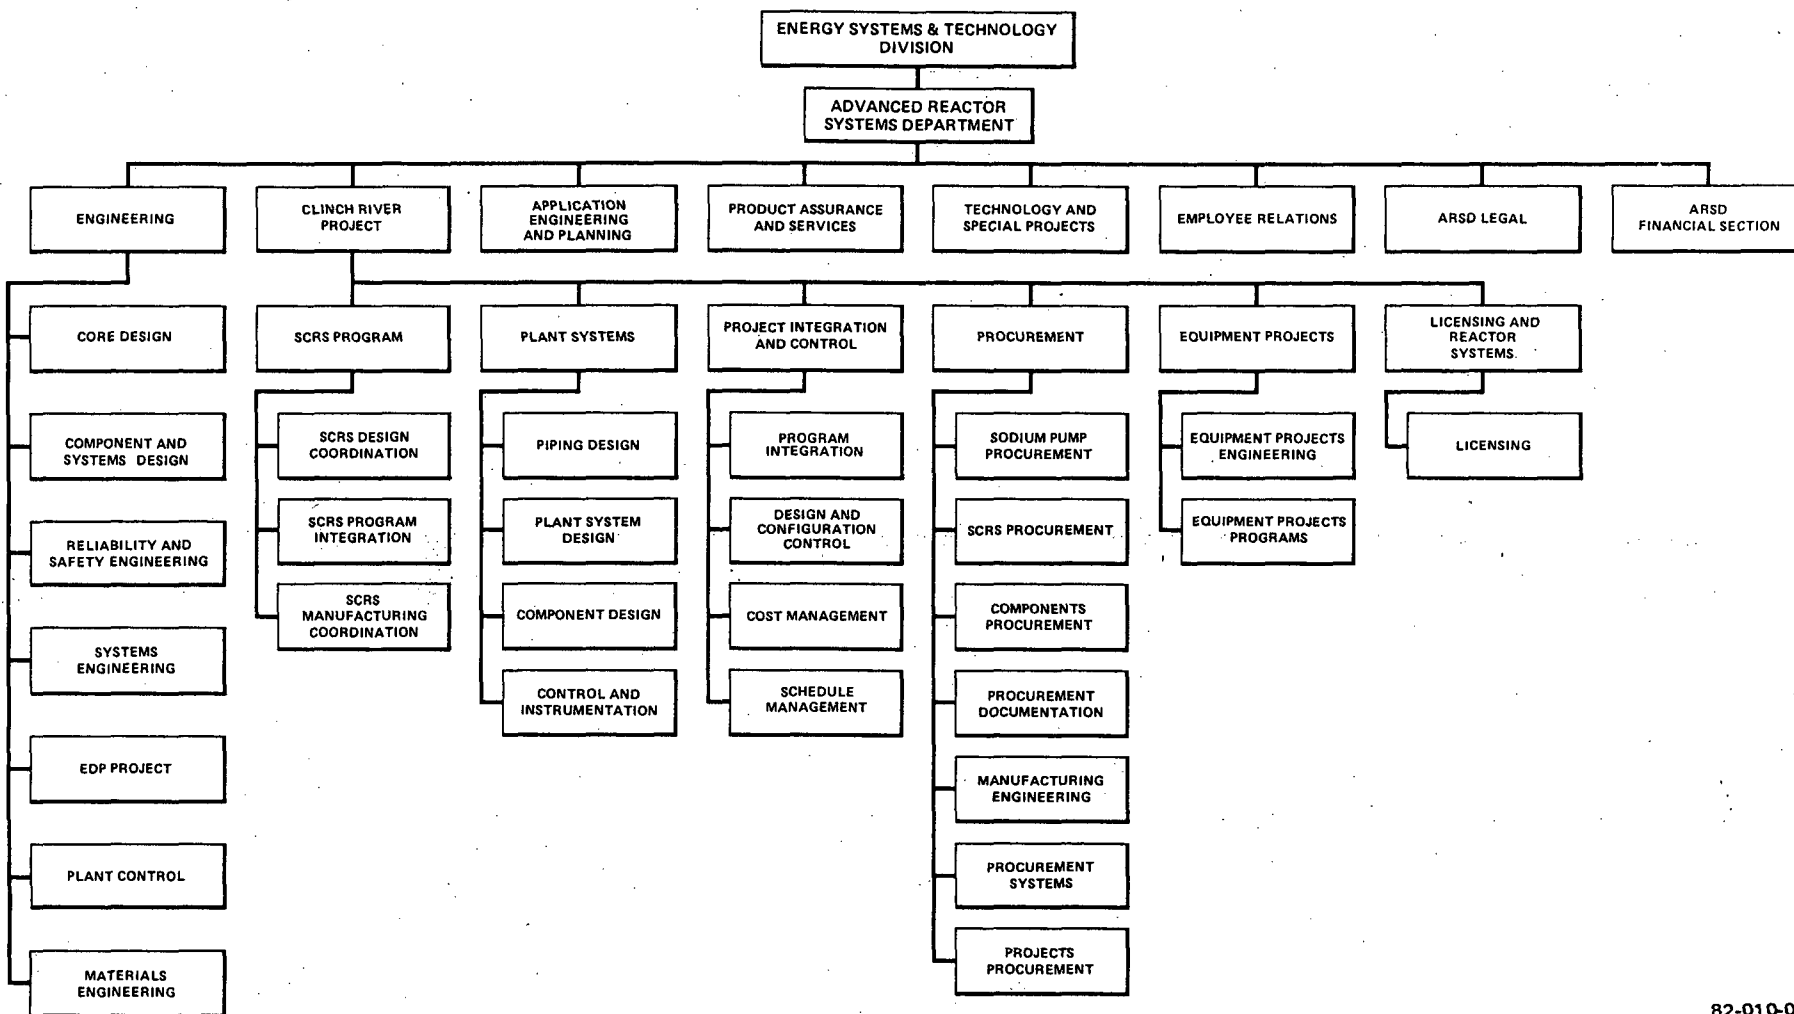 ENERGY SYSTEMS & TECHNOLOGY
DIVISION
ADVANCED REACTOR
SYSTEMS DEPARTMENT
ENGINEERING
CLINCH RIVER
PROJECT
APPLICATION
ENGINEERING
AND PLANNING
PRODUCT ASSURANCE
AND SERVICES
TECHNOLOGY AND
SPECIAL PROJECTS
EMPLOYEE RELATIONS
ARSD LEGAL
ARSD
FINANCIAL SECTION
CORE DESIGN
SCRS PROGRAM
PLANT SYSTEMS
PROJECT INTEGRATION
AND CONTROL
PROCUREMENT
EQUIPMENT PROJECTS
LICENSING AND
REACTOR
SYSTEMS.
COMPONENT AND
SYSTEMS DESIGN
RELIABILITY AND
SAFETY ENGINEERING
SYSTEMS
ENGINEERING
EDP PROJECT
PLANT CONTROL
MATERIALS
ENGINEERING
SCRS DESIGN
COORDINATION
SCRS PROGRAM
INTEGRATION
SCRS
MANUFACTURING
COORDINATION
PIPING DESIGN
PLANT SYSTEM
DESIGN
COMPONENT DESIGN
CONTROL AND
INSTRUMENTATION
PROGRAM
INTEGRATION
DESIGN AND
CONFIGURATION
CONTROL
COST MANAGEMENT
SCHEDULE
MANAGEMENT
SODIUM PUMP
PROCUREMENT
SCRS PROCUREMENT
COMPONENTS
PROCUREMENT
PROCUREMENT
DOCUMENTATION
MANUFACTURING
ENGINEERING
PROCUREMENT
SYSTEMS
PROJECTS
PROCUREMENT
EQUIPMENT PROJECTS
ENGINEERING
EQUIPMENT PROJECTS
PROGRAMS
LICENSING